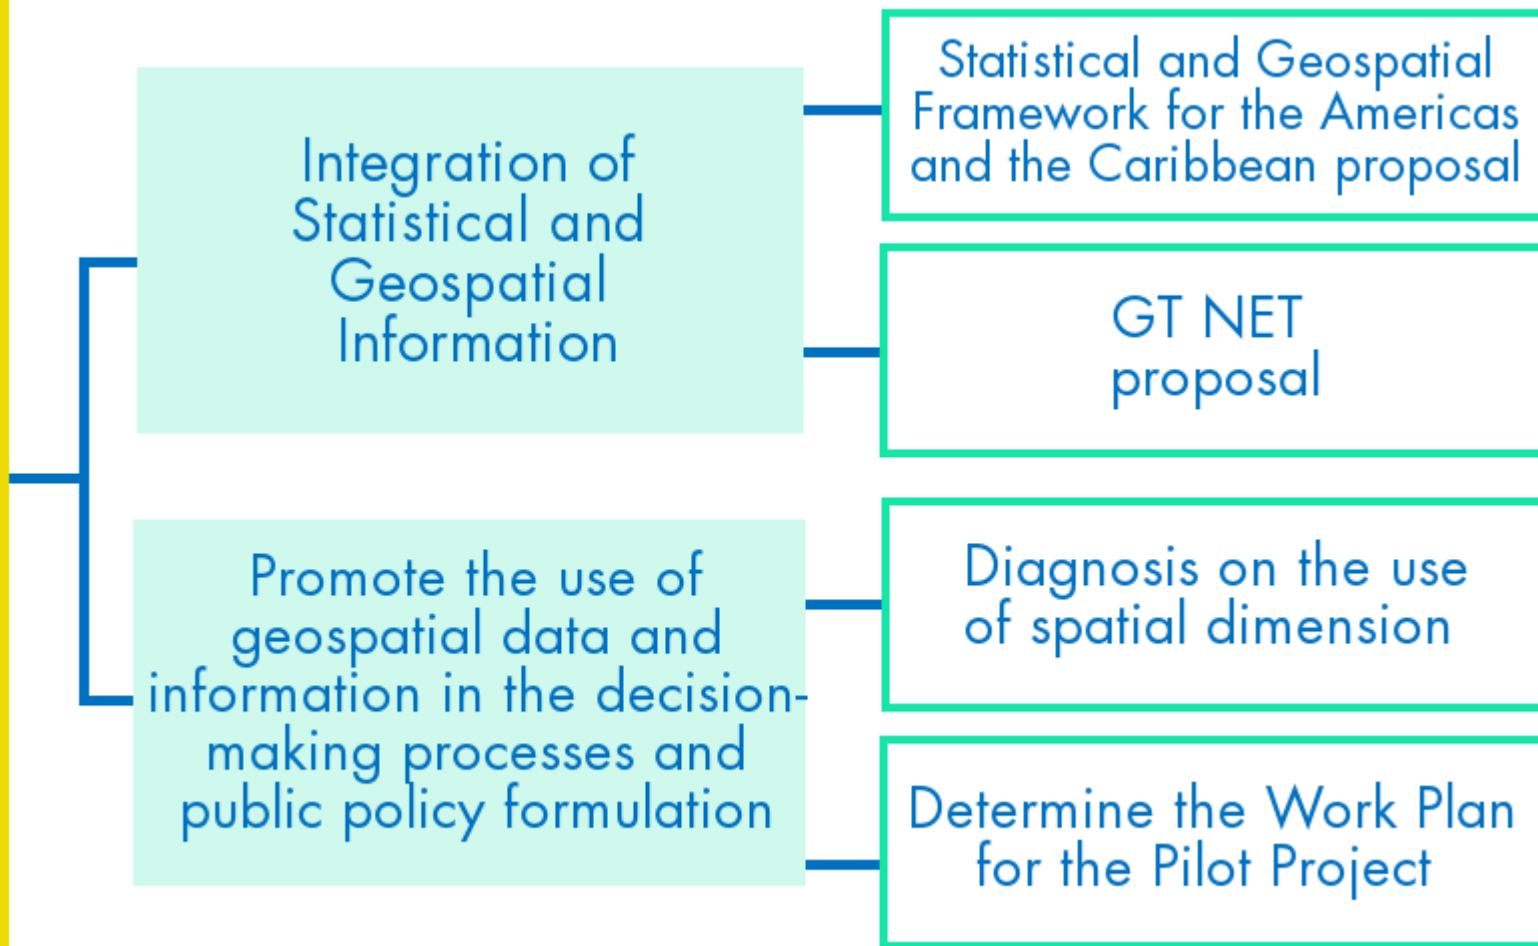 Integration of
Statistical and
Geospatial
Information
Statistical and Geospatial
Framework for the Americas
and the Caribbean proposal
GT NET
proposal
Promote the use of
geospatial data and
information in the decision-
making processes and
public policy formulation
Diagnosis on the use
of spatial dimension
Determine the Work Plan
for the Pilot Project